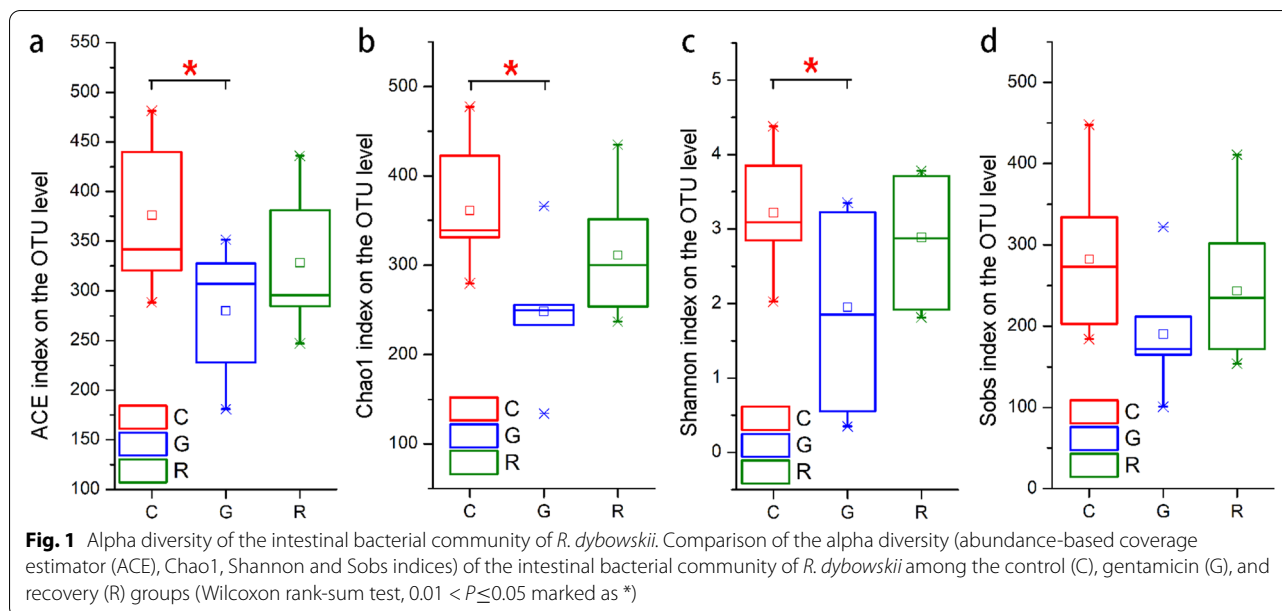 a
550
500
450
400
350
300
250
200
150
100
ACE index on the OTU level
*
C
G
R
C G R
b
500
400
300
200
100
Chao1 index on the OTU level
*
C
G
R
C G R
c
5
4
3
2
1
0
Shannon index on the OTU level
*
C
G
R
C G R
d
500
400
300
200
100
0
Sobs index on the OTU level
C
G
R
C G R
Fig. 1 Alpha diversity of the intestinal bacterial community of R. dybowskii. Comparison of the alpha diversity (abundance-based coverage
estimator (ACE), Chao1, Shannon and Sobs indices) of the intestinal bacterial community of R. dybowskii among the control (C), gentamicin (G), and
recovery (R) groups (Wilcoxon rank-sum test, 0.01 < P≤0.05 marked as *)